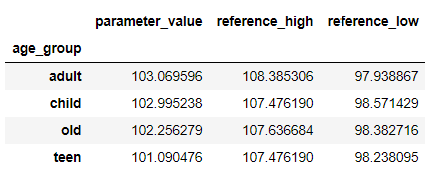 parameter_value reference_high reference_low
age_group
adult 103.069596 108.385306 97.938867
child 102.995238 107.476190 98.571429
old 102.256279 107.636684 98.382716
teen 101.090476 107.476190 98.238095